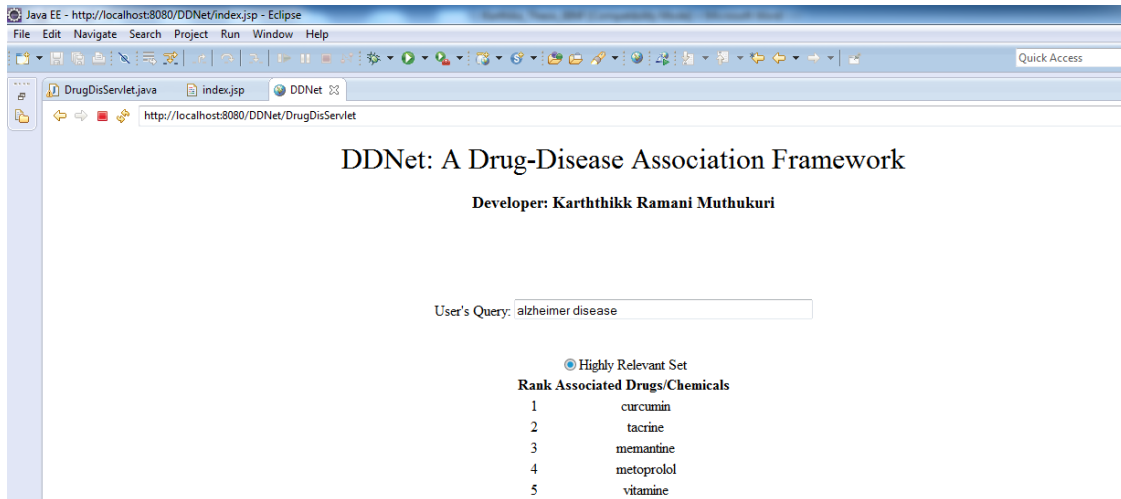 Java EE - http://localhost:8080/DDNet/index.jsp - Eclipse
File Edit Navigate Search Project Run Window Help
Quick Access
DrugDisServlet.java index.jsp DDNet
http://localhost:8080/DDNet/DrugDisServlet
DDNet: A Drug-Disease Association Framework
Developer: Karththikk Ramani Muthukuri
User's Query: alzheimer disease
Highly Relevant Set
Rank Associated Drugs/Chemicals
1 curcumin
2 tacrine
3 memantine
4 metoprolol
5 vitamine